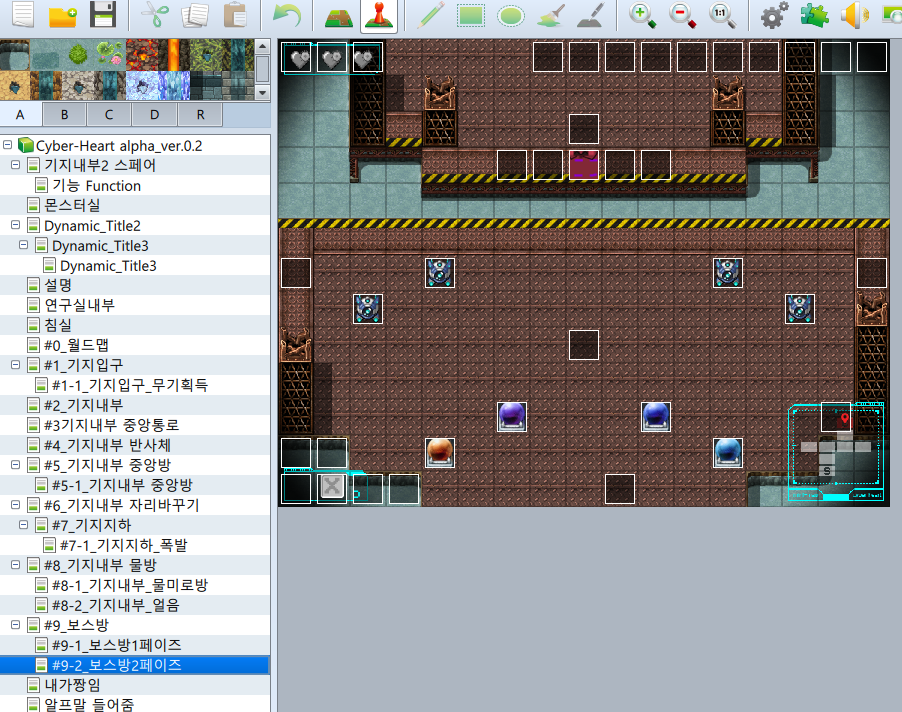 1:1
A B C D R
Cyber-Heart alpha_ver.0.2
기지내부2 스페어
기능 Function
몬스터실
Dynamic_Title2
Dynamic_Title3
Dynamic_Title3
설명
연구실내부
침실
#0_월드맵
#1_기지입구
#1-1_기지입구_무기획득
#2_기지내부
#3기지내부 중앙통로
#4_기지내부 반사체
#5_기지내부 중앙방
#5-1_기지내부 중앙방
#6_기지내부 자리바꾸기
#7_기지지하
#7-1_기지지하_폭발
#8_기지내부 물방
#8-1_기지내부_물미로방
#8-2_기지내부_얼음
#9_보스방
#9-1_보스방1페이즈
#9-2_보스방2페이즈
내가짱임
알프말 들어줌